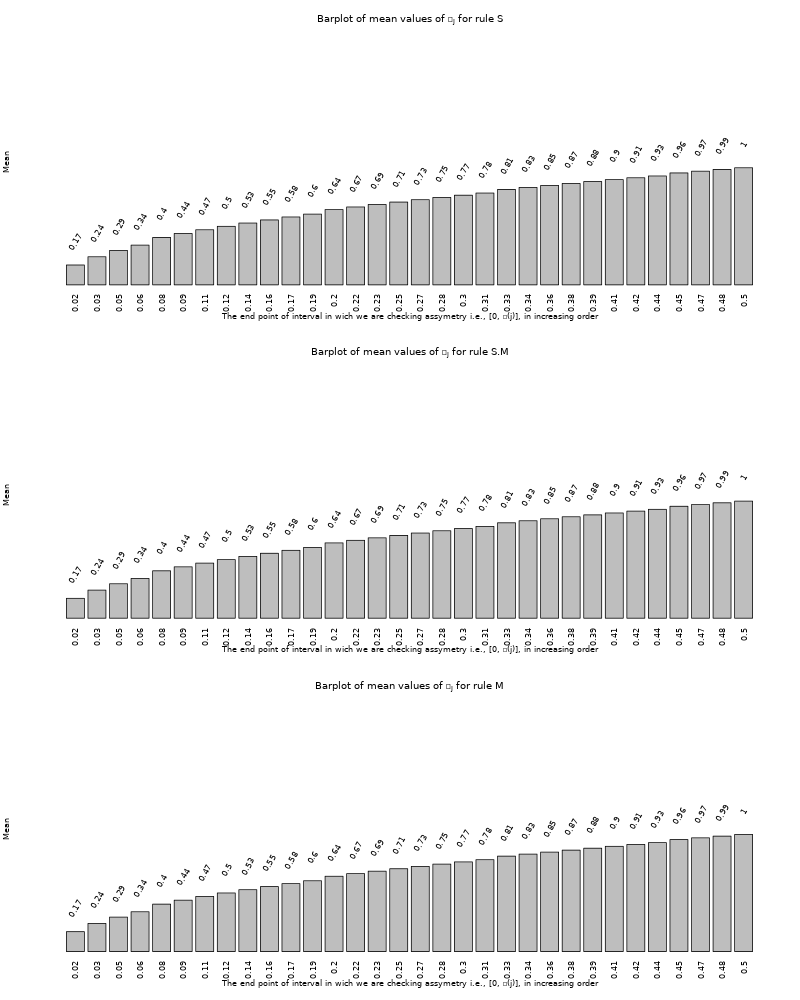 Barplot of mean values of □j for rule S
Mean
0.17 0.24 0.29 0.34 0.4 0.44 0.47 0.5 0.53 0.55 0.58 0.6 0.64 0.67 0.69 0.71 0.73 0.75 0.77 0.78 0.81 0.83 0.85 0.87 0.88 0.9 0.91 0.93 0.96 0.97 0.99 1
0.02 0.03 0.05 0.06 0.08 0.09 0.11 0.12 0.14 0.16 0.17 0.19 0.2 0.22 0.23 0.25 0.27 0.28 0.3 0.31 0.33 0.34 0.36 0.38 0.39 0.41 0.42 0.44 0.45 0.47 0.48 0.5
The end point of interval in wich we are checking assymetry i.e., [0, □(j)], in increasing order
Barplot of mean values of □j for rule S.M
Mean
0.17 0.24 0.29 0.34 0.4 0.44 0.47 0.5 0.53 0.55 0.58 0.6 0.64 0.67 0.69 0.71 0.73 0.75 0.77 0.78 0.81 0.83 0.85 0.87 0.88 0.9 0.91 0.93 0.96 0.97 0.99 1
0.02 0.03 0.05 0.06 0.08 0.09 0.11 0.12 0.14 0.16 0.17 0.19 0.2 0.22 0.23 0.25 0.27 0.28 0.3 0.31 0.33 0.34 0.36 0.38 0.39 0.41 0.42 0.44 0.45 0.47 0.48 0.5
The end point of interval in wich we are checking assymetry i.e., [0, □(j)], in increasing order
Barplot of mean values of □j for rule M
Mean
0.17 0.24 0.29 0.34 0.4 0.44 0.47 0.5 0.53 0.55 0.58 0.6 0.64 0.67 0.69 0.71 0.73 0.75 0.77 0.78 0.81 0.83 0.85 0.87 0.88 0.9 0.91 0.93 0.96 0.97 0.99 1
0.02 0.03 0.05 0.06 0.08 0.09 0.11 0.12 0.14 0.16 0.17 0.19 0.2 0.22 0.23 0.25 0.27 0.28 0.3 0.31 0.33 0.34 0.36 0.38 0.39 0.41 0.42 0.44 0.45 0.47 0.48 0.5
The end point of interval in wich we are checking assymetry i.e., [0, □(j)], in increasing order